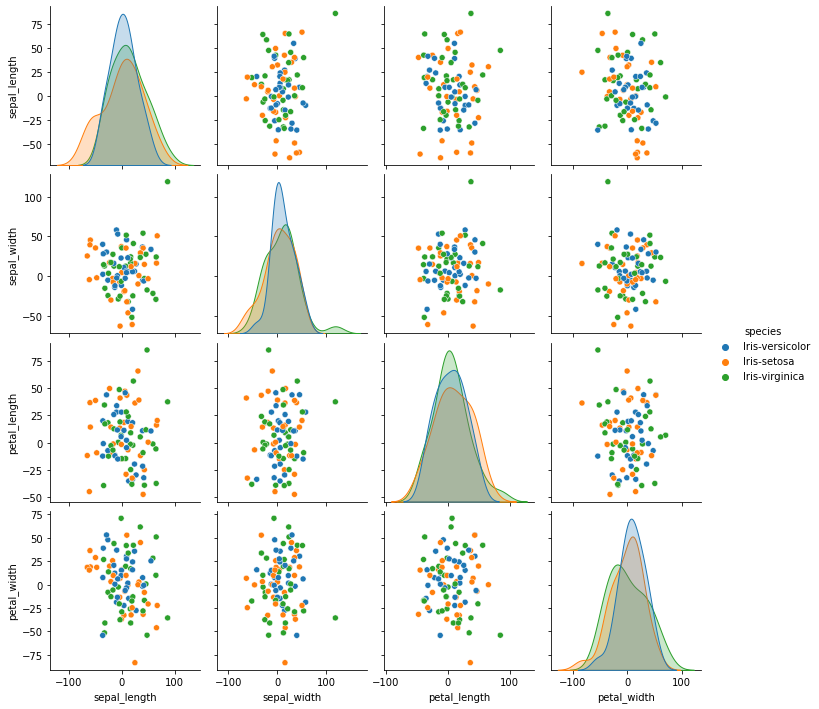 sepal_length
75
50
25
0
−25
−50
sepal_width
100
50
0
−50
petal_length
75
50
25
0
−25
−50
petal_width
75
50
25
0
−25
−50
−75
−100 0 100
−100 0 100
−100 0 100
−100 0 100
sepal_length
sepal_width
petal_length
petal_width
species
Iris-versicolor
Iris-setosa
Iris-virginica